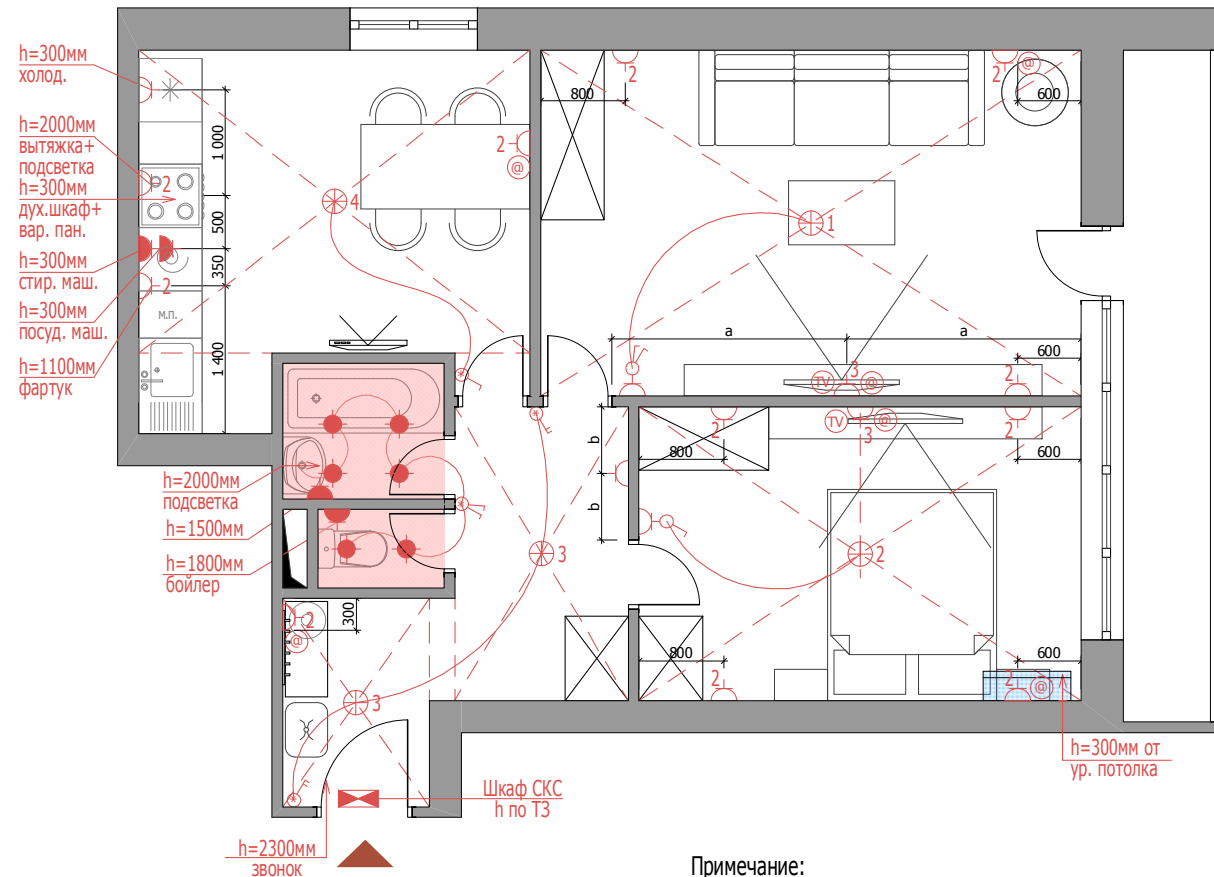 h=300мм
холод.
h=2000мм
вытяжка+
подсветка
h=300мм
дух.шкаф+
вар. пан.
h=300мм
стир. маш.
h=300мм
посуд. маш.
h=1100мм
фартук
1 000
500
350
1 400
2
2
м.п.
4
2
@
800
2
2
@
600
1
a
a
600
TV
3
@
2
2
800
TV
3
@
2
600
b
b
h=2000мм
подсветка
h=1500мм
h=1800мм
бойлер
3
2
2
@
300
3
800
2
600
2
@
h=300мм от
ур. потолка
Шкаф СКС
h по ТЗ
h=2300мм
звонок
Примечание: